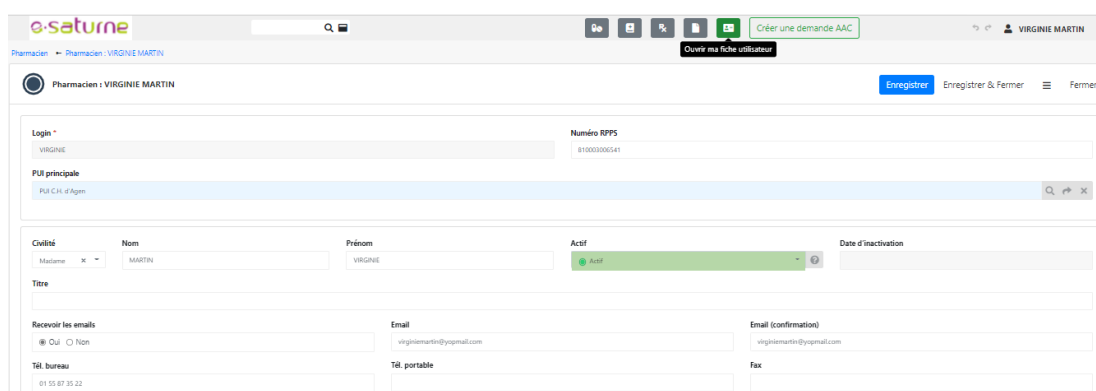 e-saturne
Créer une demande AAC
VIRGINIE MARTIN
Ouvrir ma fiche utilisateur
Pharmacien ← Pharmacien : VIRGINIE MARTIN
Pharmacien : VIRGINIE MARTIN
Enregistrer Enregistrer & Fermer ☰ Fermer
Login * Numéro RPPS
VIRGINIE 810003006541
PUI principale
PUI C.H. d'Agen
Civilité Nom Prénom Actif Date d'inactivation
Madame MARTIN VIRGINIE Actif
Titre
Recevoir les emails Email Email (confirmation)
Oui Non virginiemartin@yopmail.com virginiemartin@yopmail.com
Tél. bureau Tél. portable Fax
01 55 87 35 22